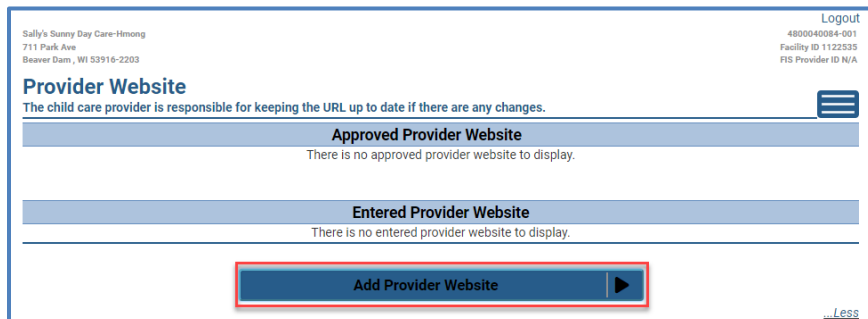 Logout
Sally's Sunny Day Care-Hmong
4800040084-001
711 Park Ave
Facility ID 1122535
Beaver Dam , WI 53916-2203
FIS Provider ID N/A
Provider Website
The child care provider is responsible for keeping the URL up to date if there are any changes.
Approved Provider Website
There is no approved provider website to display.
Entered Provider Website
There is no entered provider website to display.
Add Provider Website
...Less